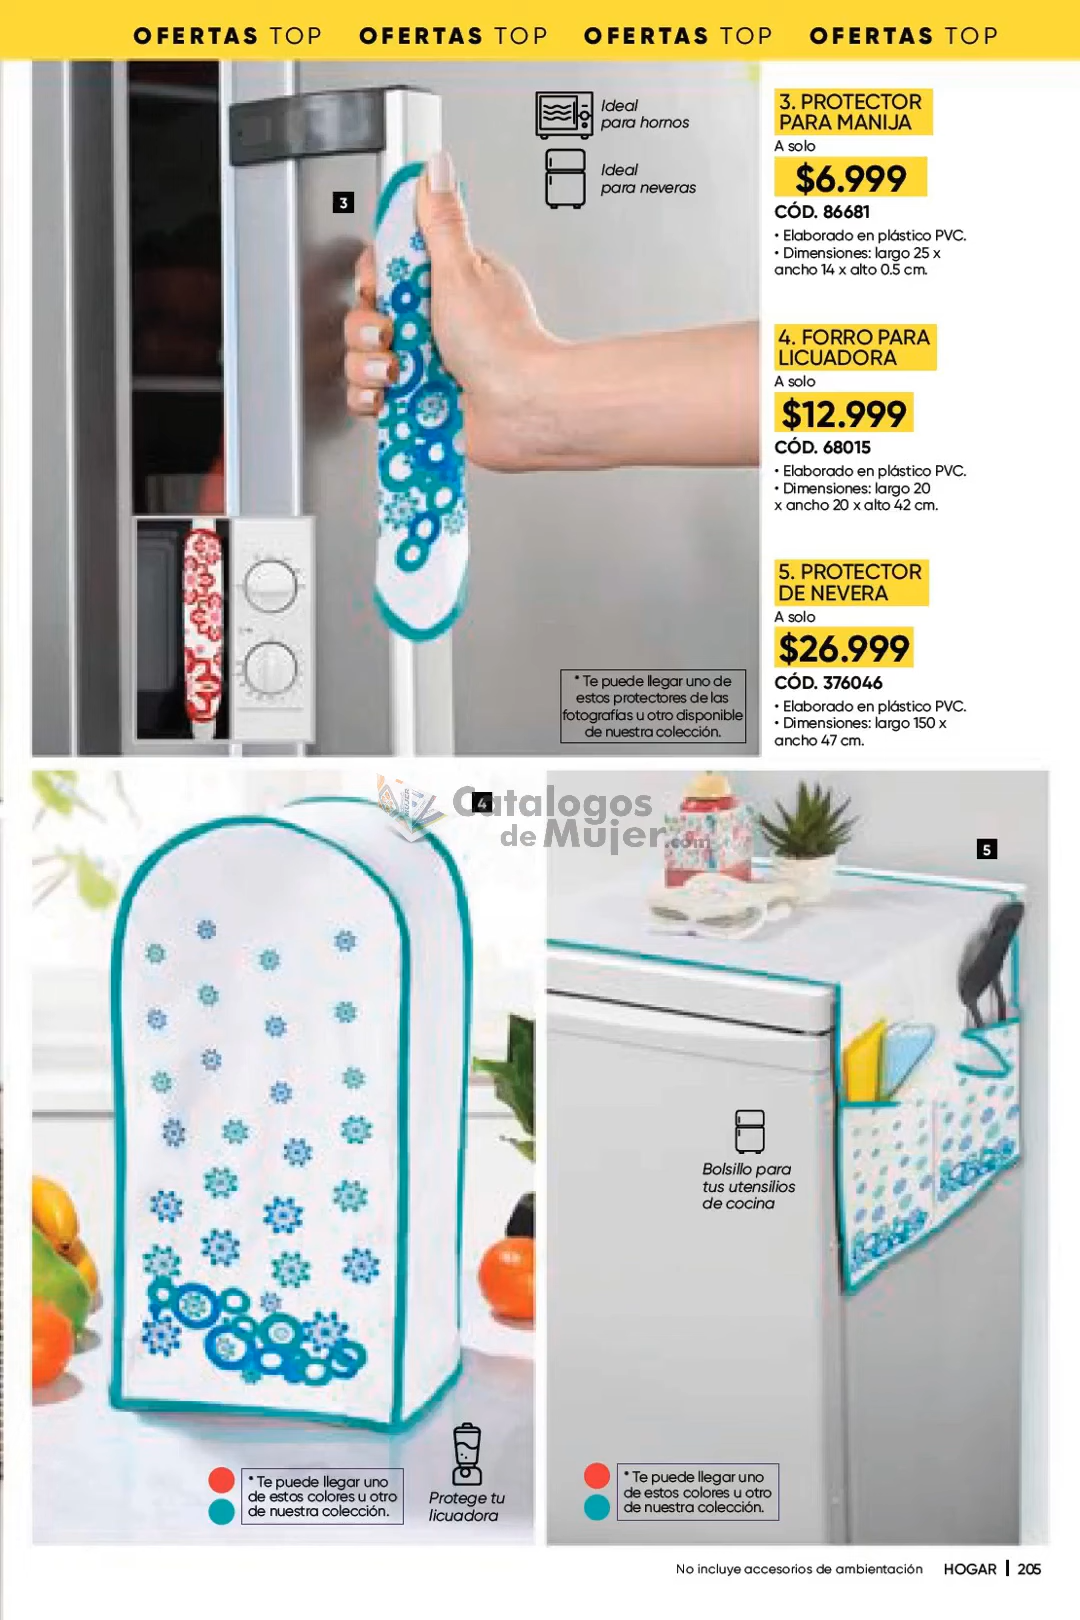 OFERTAS TOP OFERTAS TOP OFERTAS TOP OFERTAS TOP
Ideal
para hornos
Ideal
para neveras
3
* Te puede llegar uno de
estos protectores de las
fotografías u otro disponible
de nuestra colección.
3. PROTECTOR
PARA MANIJA
A solo
$6.999
CÓD. 86681
• Elaborado en plástico PVC.
• Dimensiones: largo 25 x
ancho 14 x alto 0.5 cm.
4. FORRO PARA
LICUADORA
A solo
$12.999
CÓD. 68015
• Elaborado en plástico PVC.
• Dimensiones: largo 20
x ancho 20 x alto 42 cm.
5. PROTECTOR
DE NEVERA
A solo
$26.999
CÓD. 376046
• Elaborado en plástico PVC.
• Dimensiones: largo 150 x
ancho 47 cm.
4
Catalogos
de Mujer.com
5
Bolsillo para
tus utensilios
de cocina
* Te puede llegar uno
de estos colores u otro
de nuestra colección.
Protege tu
licuadora
* Te puede llegar uno
de estos colores u otro
de nuestra colección.
No incluye accesorios de ambientación HOGAR | 205